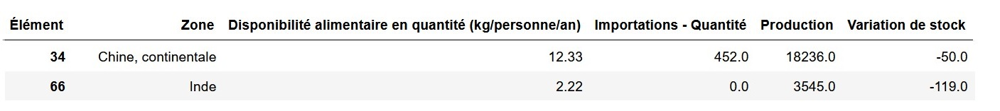 Élément Zone Disponibilité alimentaire en quantité (kg/personne/an) Importations - Quantité Production Variation de stock
34 Chine, continentale 12.33 452.0 18236.0 -50.0
66 Inde 2.22 0.0 3545.0 -119.0